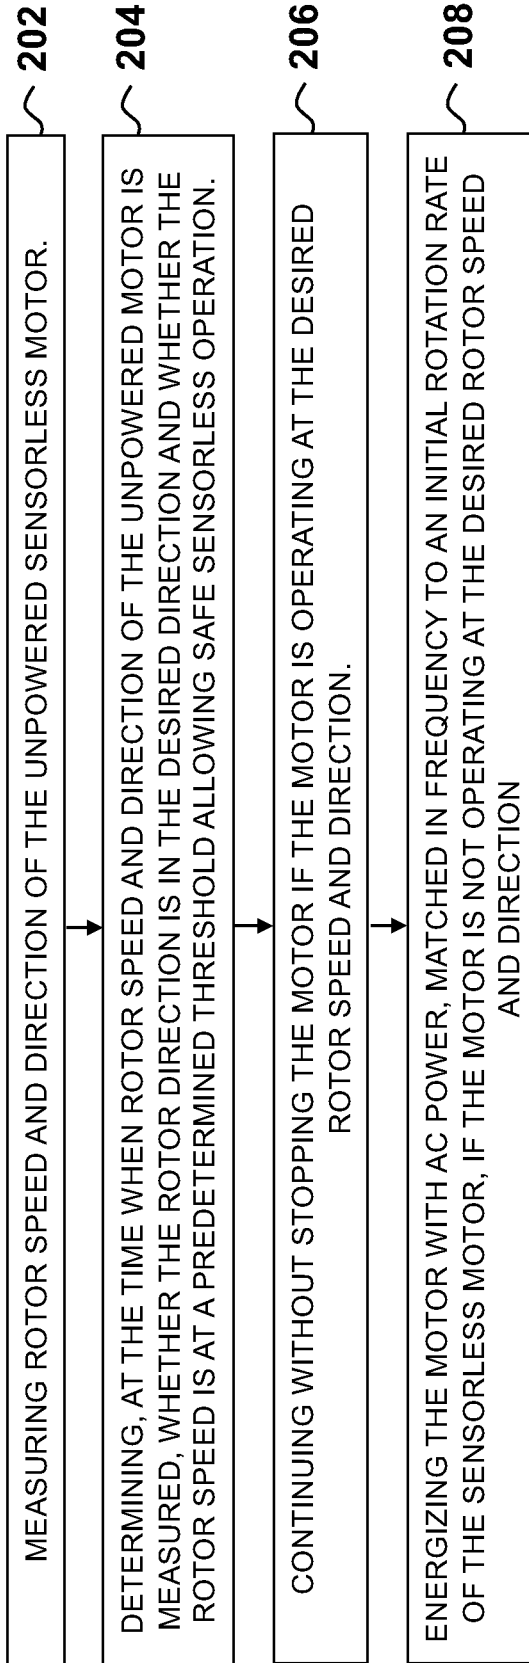 MEASURING ROTOR SPEED AND DIRECTION OF THE UNPOWERED SENSORLESS MOTOR.
202
DETERMINING, AT THE TIME WHEN ROTOR SPEED AND DIRECTION OF THE UNPOWERED MOTOR IS
MEASURED, WHETHER THE ROTOR DIRECTION IS IN THE DESIRED DIRECTION AND WHETHER THE
ROTOR SPEED IS AT A PREDETERMINED THRESHOLD ALLOWING SAFE SENSORLESS OPERATION.
204
CONTINUING WITHOUT STOPPING THE MOTOR IF THE MOTOR IS OPERATING AT THE DESIRED
ROTOR SPEED AND DIRECTION.
206
ENERGIZING THE MOTOR WITH AC POWER, MATCHED IN FREQUENCY TO AN INITIAL ROTATION RATE
OF THE SENSORLESS MOTOR, IF THE MOTOR IS NOT OPERATING AT THE DESIRED ROTOR SPEED
AND DIRECTION
208